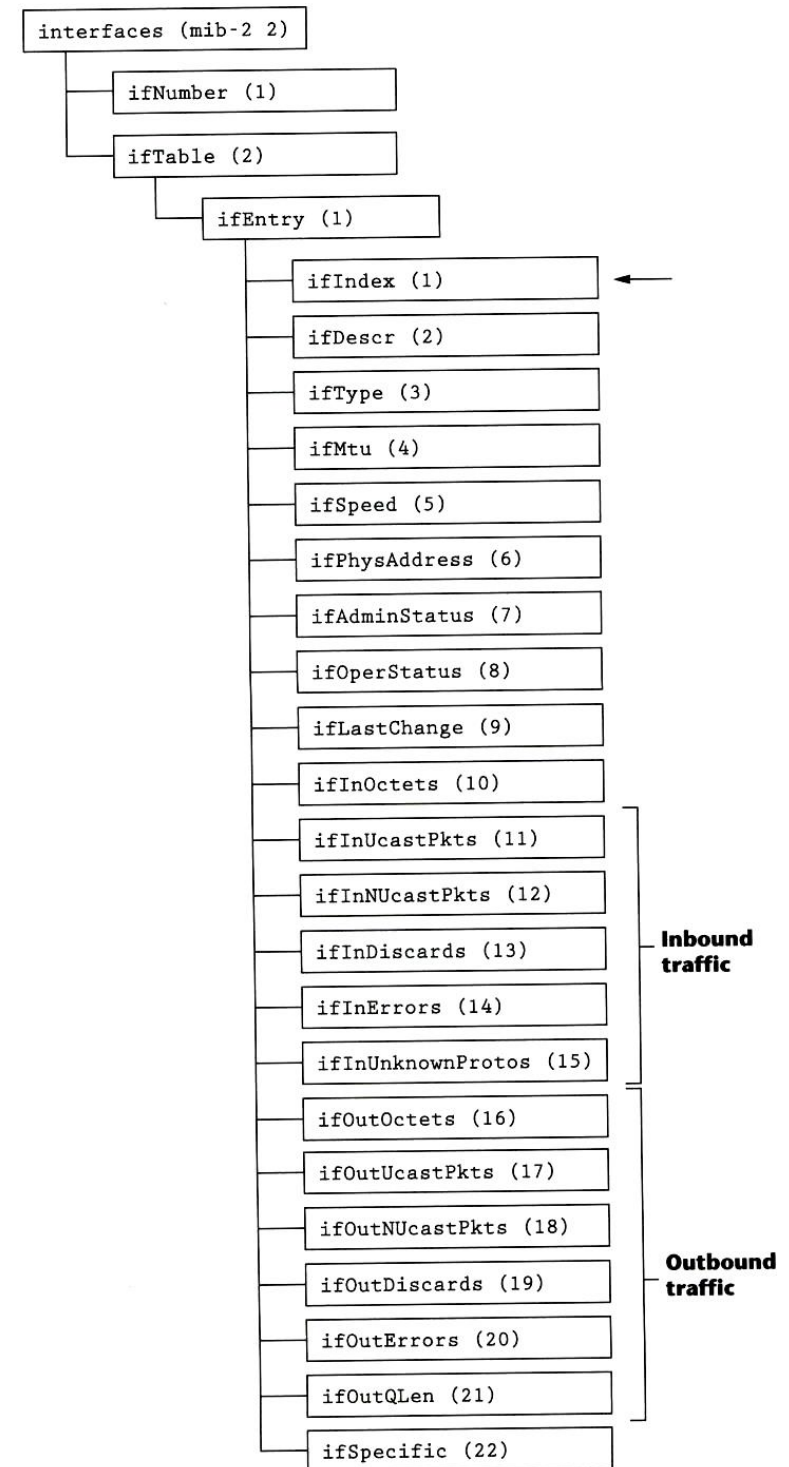 interfaces (mib-2 2)
ifNumber (1)
ifTable (2)
ifEntry (1)
ifIndex (1)
ifDescr (2)
ifType (3)
ifMtu (4)
ifSpeed (5)
ifPhysAddress (6)
ifAdminStatus (7)
ifOperStatus (8)
ifLastChange (9)
ifInOctets (10)
ifInUcastPkts (11)
ifInNUcastPkts (12)
ifInDiscards (13)
ifInErrors (14)
ifInUnknownProtos (15)
Inbound
traffic
ifOutOctets (16)
ifOutUcastPkts (17)
ifOutNUcastPkts (18)
ifOutDiscards (19)
ifOutErrors (20)
ifOutQLen (21)
Outbound
traffic
ifSpecific (22)